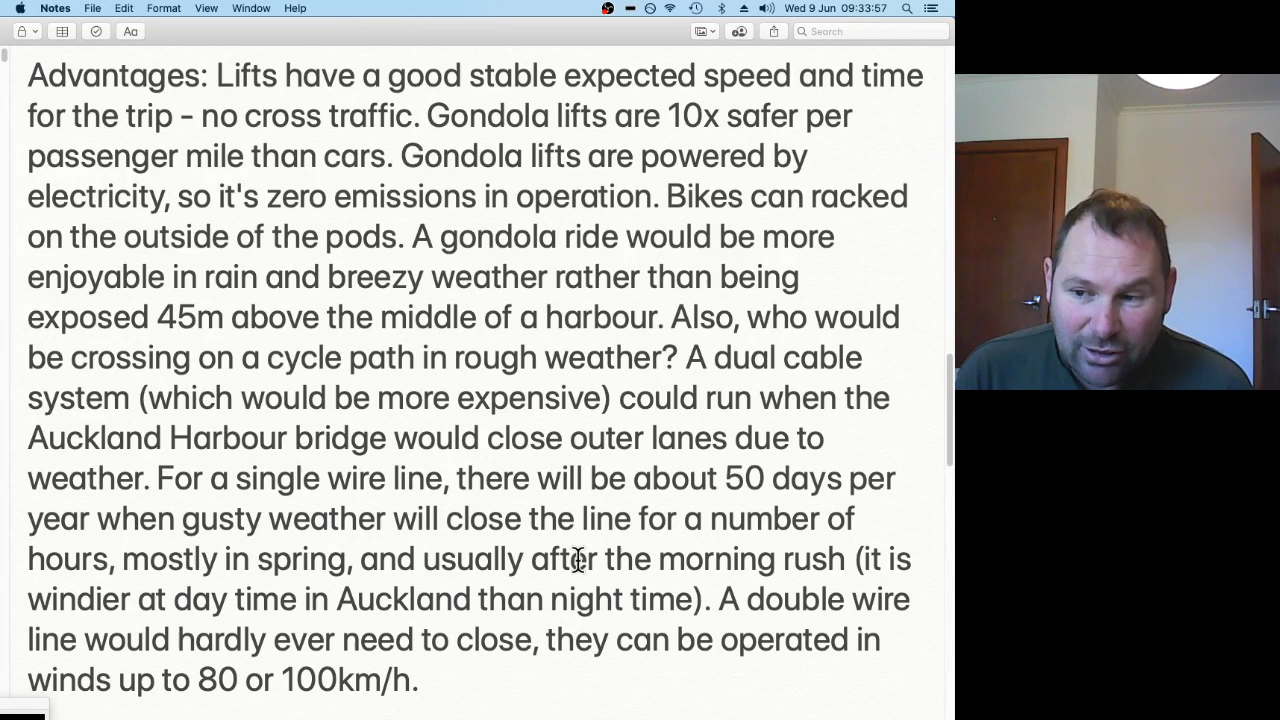 Notes File Edit Format View Window Help Wed 9 Jun 09:33:57
Aa Search
Advantages: Lifts have a good stable expected speed and time
for the trip - no cross traffic. Gondola lifts are 10x safer per
passenger mile than cars. Gondola lifts are powered by
electricity, so it's zero emissions in operation. Bikes can racked
on the outside of the pods. A gondola ride would be more
enjoyable in rain and breezy weather rather than being
exposed 45m above the middle of a harbour. Also, who would
be crossing on a cycle path in rough weather? A dual cable
system (which would be more expensive) could run when the
Auckland Harbour bridge would close outer lanes due to
weather. For a single wire line, there will be about 50 days per
year when gusty weather will close the line for a number of
hours, mostly in spring, and usually after the morning rush (it is
windier at day time in Auckland than night time). A double wire
line would hardly ever need to close, they can be operated in
winds up to 80 or 100km/h.